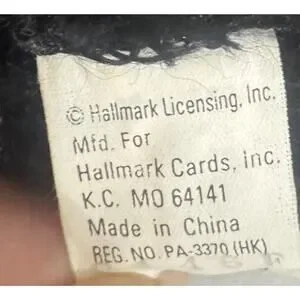 © Hallmark Licensing, Inc.
Mfd. For
Hallmark Cards, Inc.
K.C. MO 64141
Made in China
REG. NO. PA-3370 (HK)